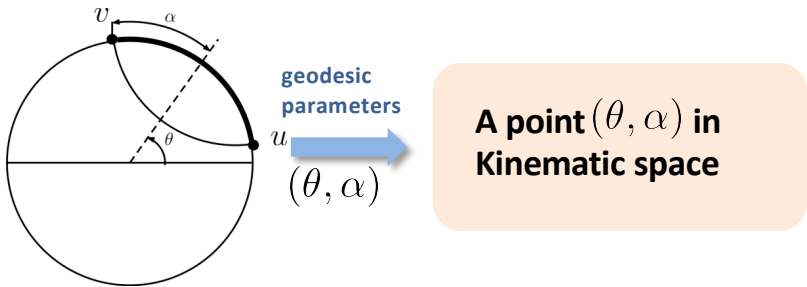 v
α
θ
u
geodesic
parameters
(θ, α)
A point (θ, α) in
Kinematic space